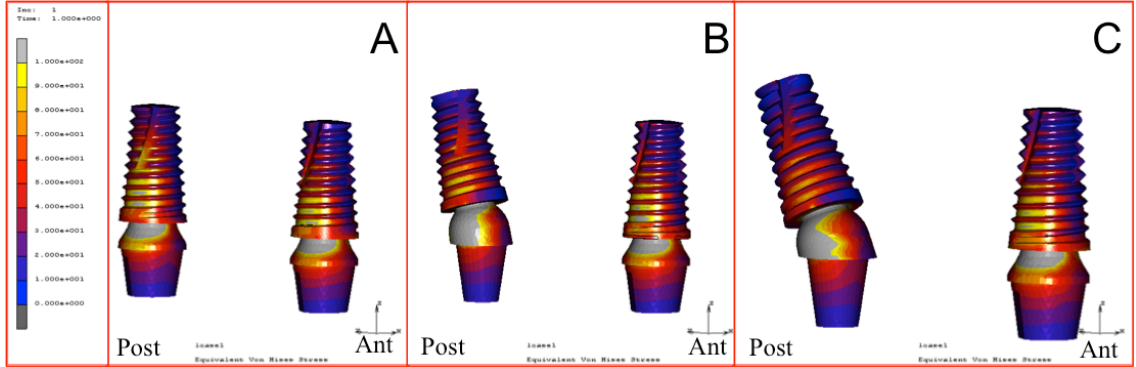 Inc: 1
Time: 1.000e+000
1.000e+002
9.000e+001
8.000e+001
7.000e+001
6.000e+001
5.000e+001
4.000e+001
3.000e+001
2.000e+001
1.000e+001
0.000e+000
A
Post
Ant
lcase1
Equivalent Von Mises Stress
z
x
B
Post
Ant
lcase1
Equivalent Von Mises Stress
z
x
C
Post
Ant
lcase1
Equivalent Von Mises Stress
z
x